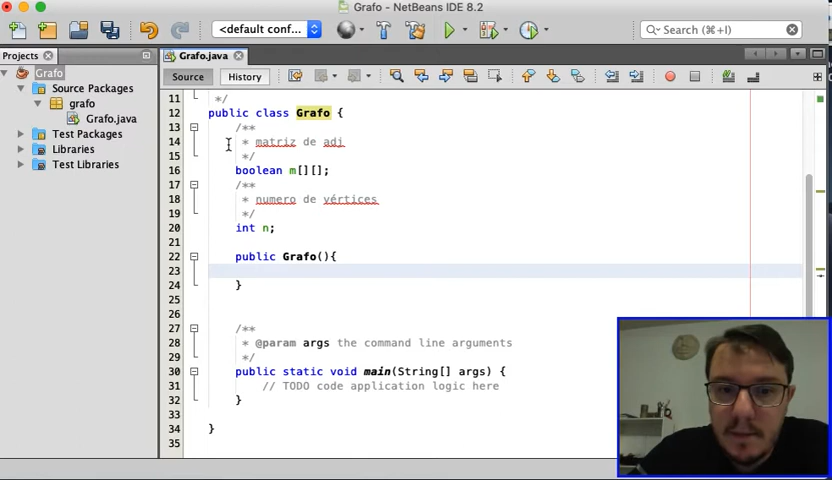 Grafo - NetBeans IDE 8.2
<default conf...
Search (⌘+I)
Projects
Grafo.java
Grafo
Source History
Source Packages
grafo
Grafo.java
Test Packages
Libraries
Test Libraries
11 */
12 public class Grafo {
13 /**
14 * matriz de adj
15 */
16 boolean m[][];
17 /**
18 * numero de vértices
19 */
20 int n;
21
22 public Grafo(){
23
24 }
25
27 /**
28 * @param args the command line arguments
29 */
30 public static void main(String[] args) {
31 // TODO code application logic here
32 }
33
34 }
35